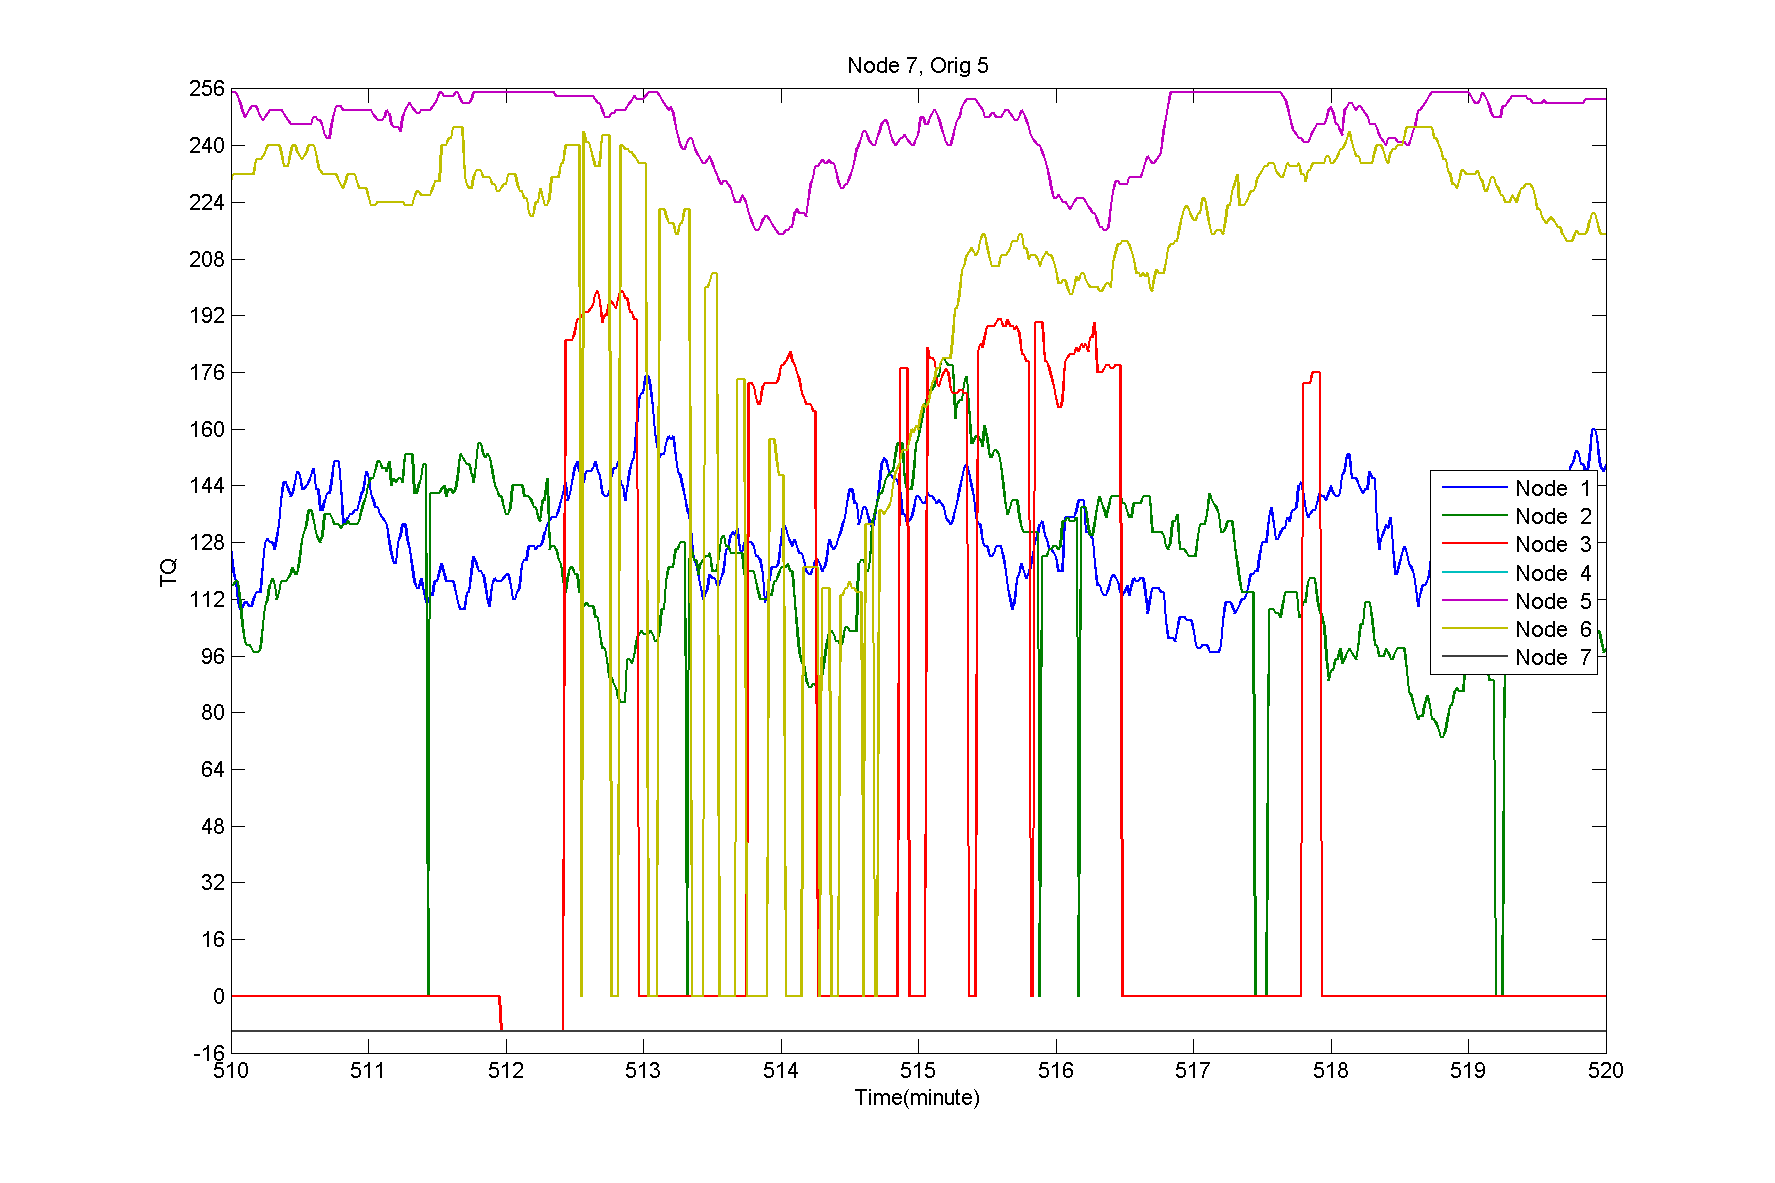 Node 7, Orig 5
256
240
224
208
192
176
160
144
128
112
96
80
64
48
32
16
0
-16
TQ
Node 1
Node 2
Node 3
Node 4
Node 5
Node 6
Node 7
510 511 512 513 514 515 516 517 518 519 520
Time(minute)